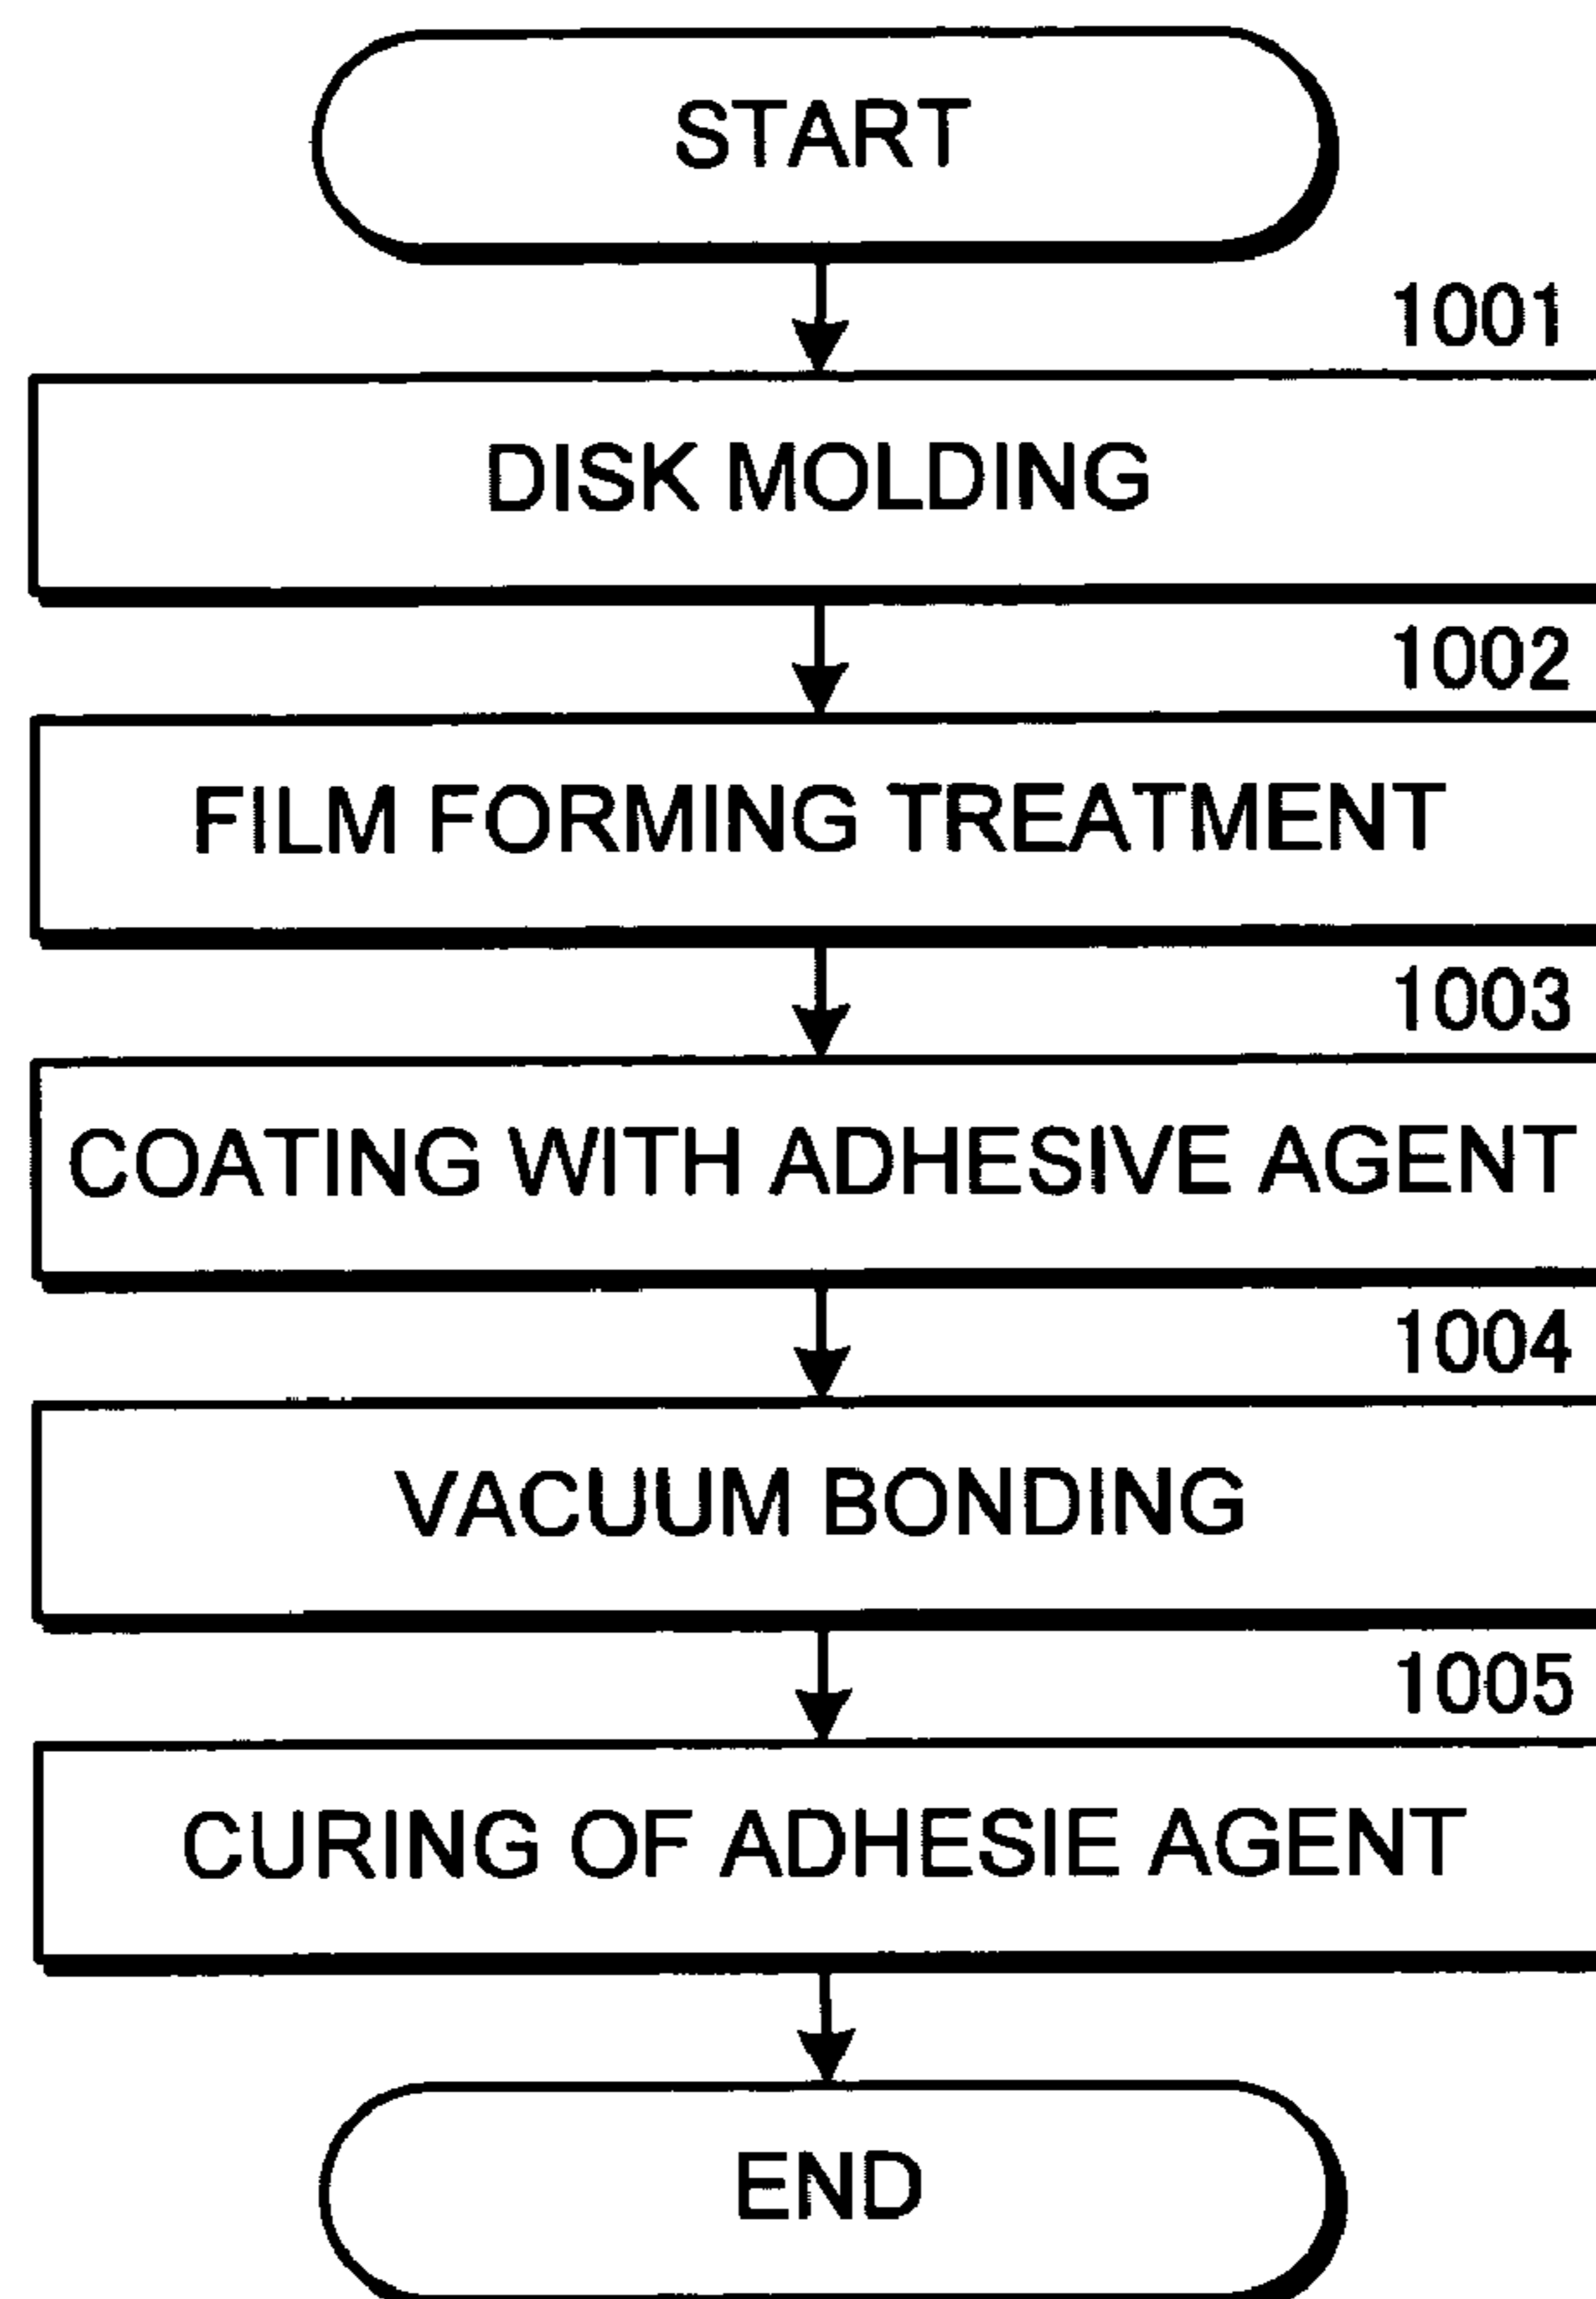 START
1001
DISK MOLDING
1002
FILM FORMING TREATMENT
1003
COATING WITH ADHESIVE AGENT
1004
VACUUM BONDING
1005
CURING OF ADHESIE AGENT
END